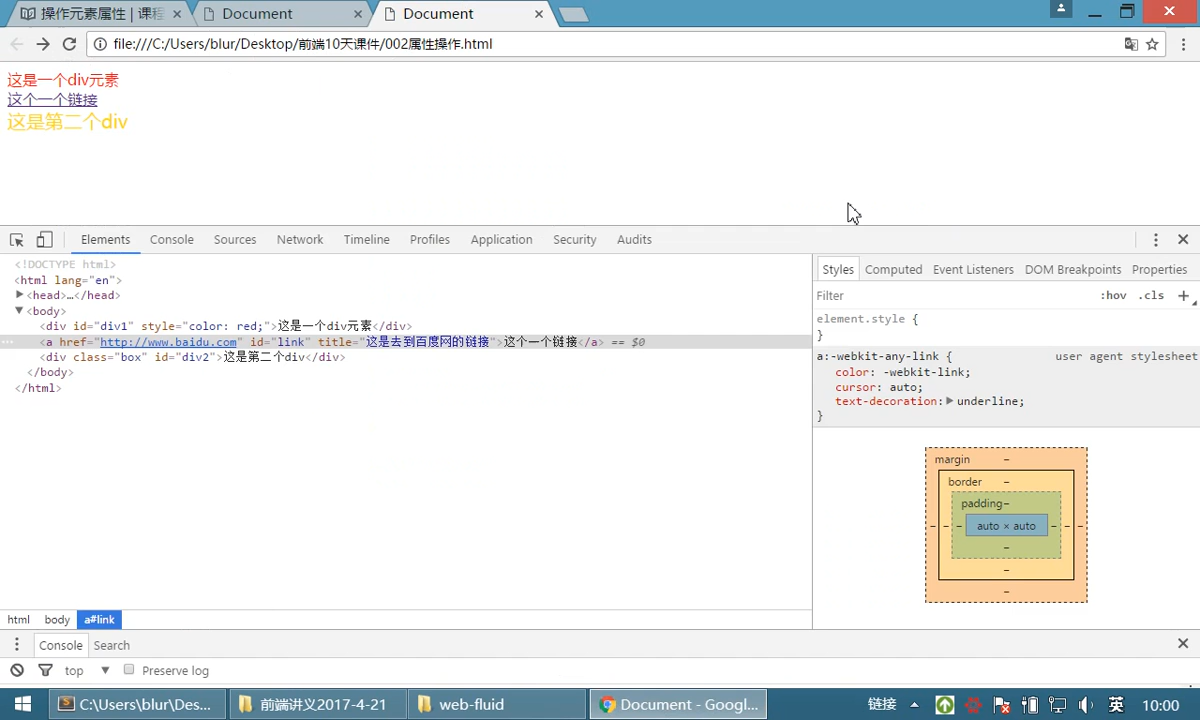 操作元素属性 | 课程
Document
Document
file:///C:/Users/blur/Desktop/前端10天课件/002属性操作.html
这是一个div元素
这个一个链接
这是第二个div
Elements Console Sources Network Timeline Profiles Application Security Audits
<!DOCTYPE html>
<html lang="en">
<head>…</head>
<body>
<div id="div1" style="color: red;">这是一个div元素</div>
<a href="http://www.baidu.com" id="link" title="这是去到百度网的链接">这个一个链接</a> == $0
<div class="box" id="div2">这是第二个div</div>
</body>
</html>
Styles Computed Event Listeners DOM Breakpoints Properties
Filter :hov .cls +
element.style {
}
a:-webkit-any-link { user agent stylesheet
color: -webkit-link;
cursor: auto;
text-decoration: underline;
}
margin –
border –
padding –
– – – auto × auto – – –
–
–
–
html body a#link
Console Search
top Preserve log
C:\Users\blur\Des... 前端讲义2017-4-21 web-fluid Document - Googl... 链接 英 10:00